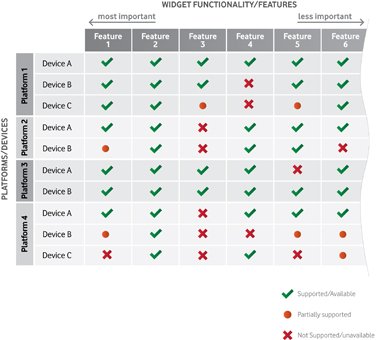 WIDGET FUNCTIONALITY/FEATURES
most important
less important
Feature 1
Feature 2
Feature 3
Feature 4
Feature 5
Feature 6
PLATFORMS/DEVICES
Platform 1
Device A
Device B
Device C
Platform 2
Device A
Device B
Platform 3
Device A
Device B
Platform 4
Device A
Device B
Device C
Supported/Available
Partially supported
Not Supported/unavailable